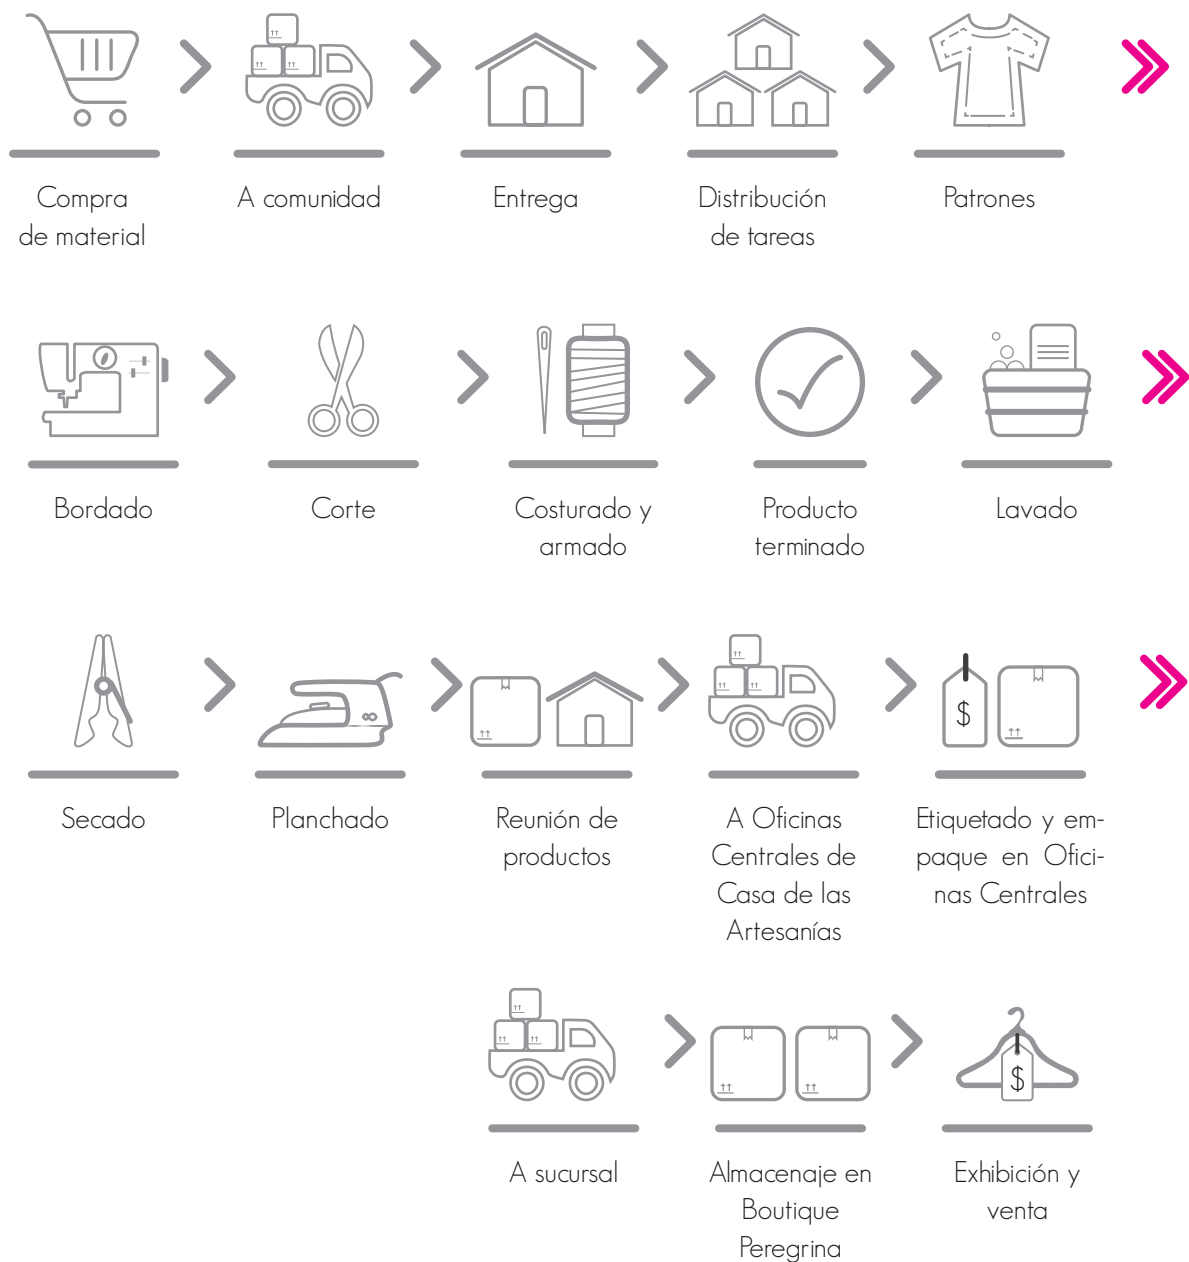 Compra
de material
A comunidad
Entrega
Distribución
de tareas
Patrones
Bordado
Corte
Costurado y
armado
Producto
terminado
Lavado
Secado
Planchado
Reunión de
productos
A Oficinas
Centrales de
Casa de las
Artesanías
$
Etiquetado y em-
paque en Ofici-
nas Centrales
A sucursal
Almacenaje en
Boutique
Peregrina
$
Exhibición y
venta